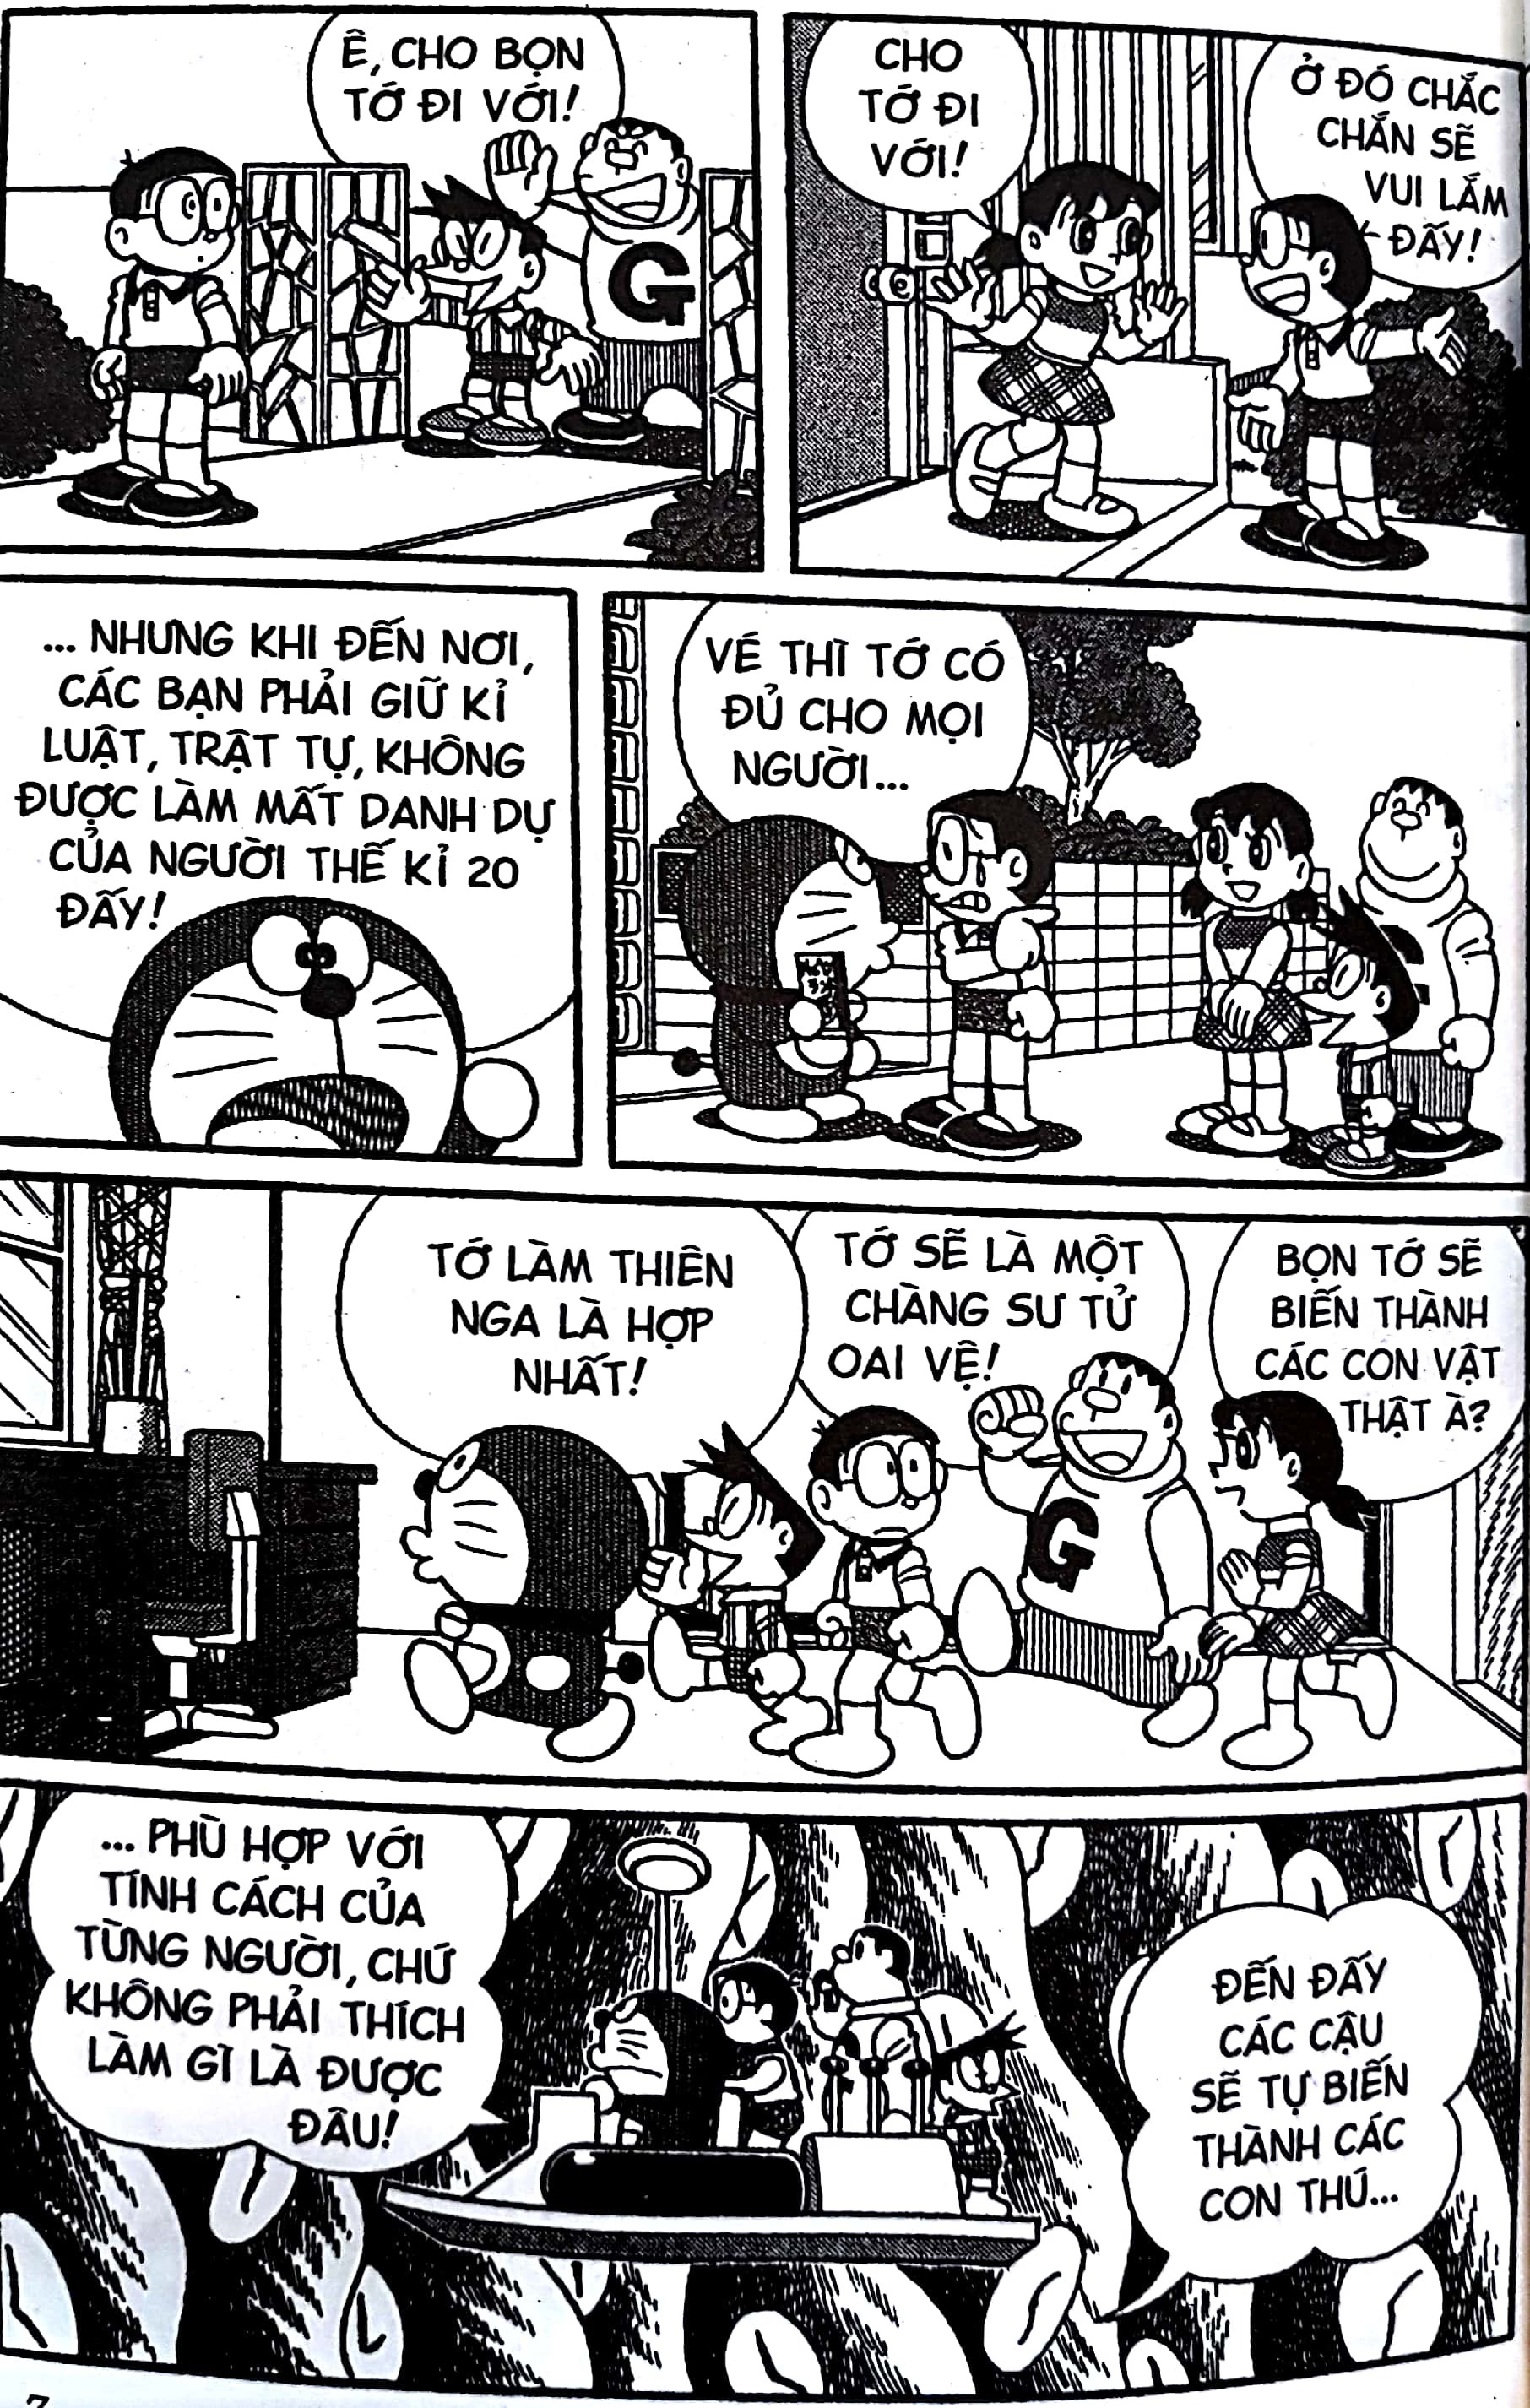 Ở ĐÓ CHẮC
CHẮN SẼ
VUI LẮM
ĐẤY!
CHO
TỚ ĐI
VỚI!
Ê, CHO BỌN
TỚ ĐI VỚI!
G
VÉ THÌ TỚ CÓ
ĐỦ CHO MỌI
NGƯỜI...
... NHƯNG KHI ĐẾN NƠI,
CÁC BẠN PHẢI GIỮ KỈ
LUẬT, TRẬT TỰ, KHÔNG
ĐƯỢC LÀM MẤT DANH DỰ
CỦA NGƯỜI THẾ KỈ 20
ĐẤY!
BỌN TỚ SẼ
BIẾN THÀNH
CÁC CON VẬT
THẬT À?
TỚ SẼ LÀ MỘT
CHÀNG SƯ TỬ
OAI VỆ!
G
TỚ LÀM THIÊN
NGA LÀ HỢP
NHẤT!
ĐẾN ĐẤY
CÁC CẬU
SẼ TỰ BIẾN
THÀNH CÁC
CON THÚ...
... PHÙ HỢP VỚI
TÍNH CÁCH CỦA
TỪNG NGƯỜI, CHỨ
KHÔNG PHẢI THÍCH
LÀM GÌ LÀ ĐƯỢC
ĐÂU!
7